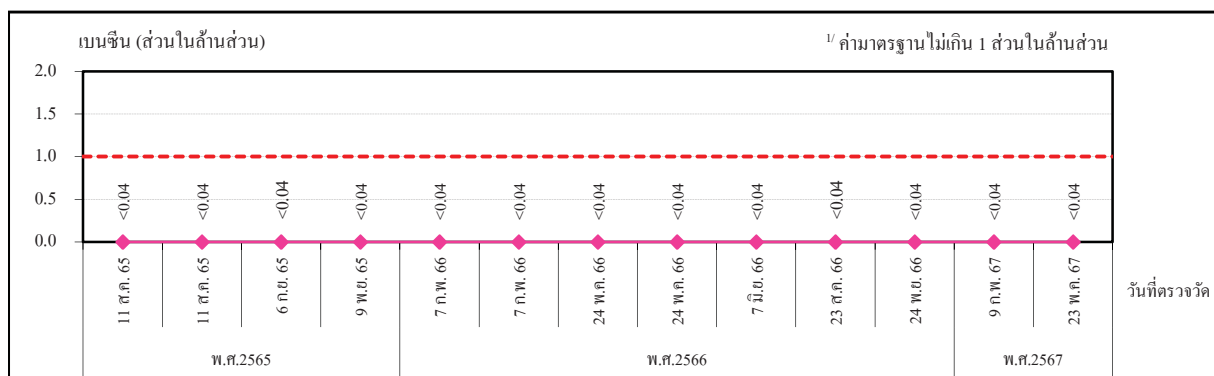 เบนซีน (ส่วนในล้านส่วน)
1/ ค่ามาตรฐานไม่เกิน 1 ส่วนในล้านส่วน
2.0
1.5
1.0
0.5
0.0
<0.04 <0.04 <0.04 <0.04 <0.04 <0.04 <0.04 <0.04 <0.04 <0.04 <0.04 <0.04 <0.04
11 ส.ค. 65 11 ส.ค. 65 6 ก.ย. 65 9 พ.ย. 65 7 ก.พ. 66 7 ก.พ. 66 24 พ.ค. 66 24 พ.ค. 66 7 มิ.ย. 66 23 ส.ค. 66 24 พ.ย. 66 9 ก.พ. 67 23 พ.ค. 67
วันที่ตรวจวัด
พ.ศ.2565 พ.ศ.2566 พ.ศ.2567